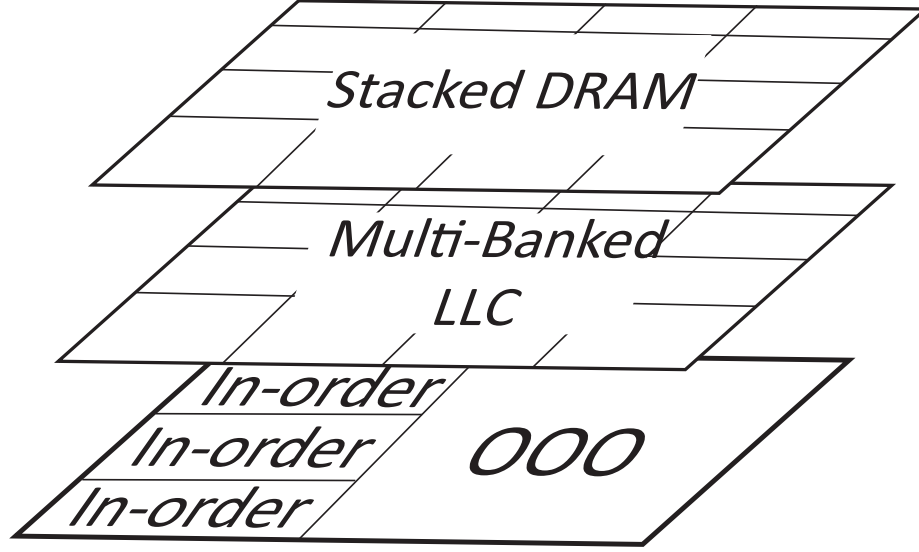 Stacked DRAM
Multi-Banked
LLC
In-order
In-order
In-order
OOO